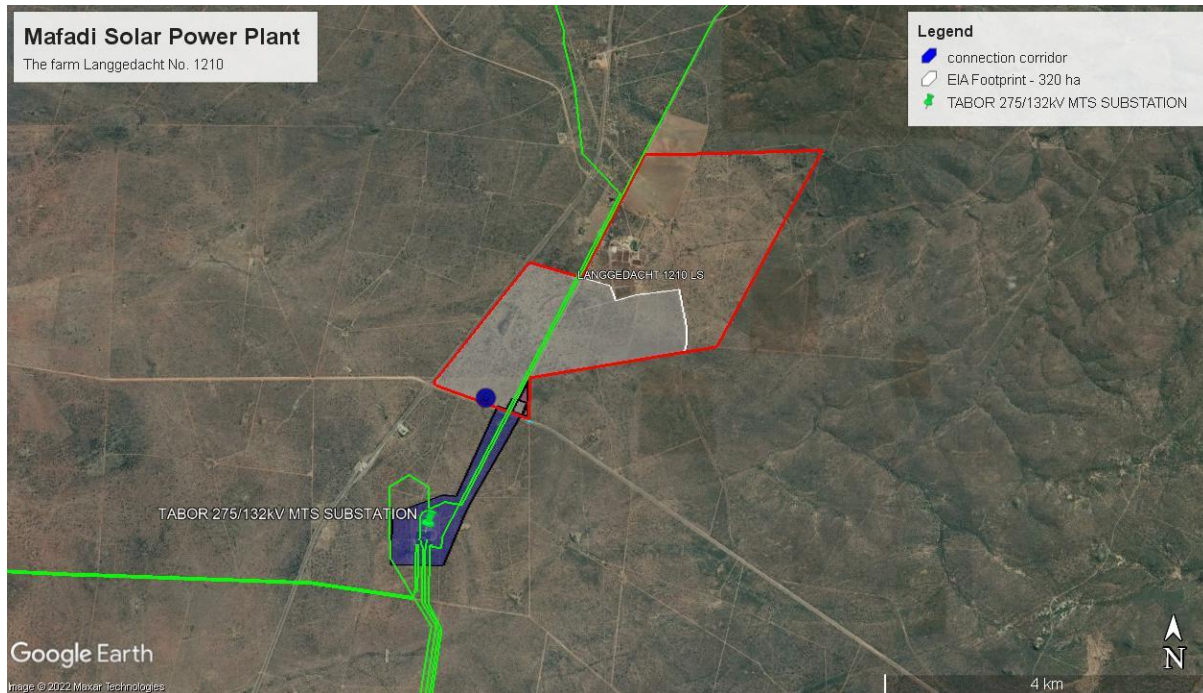 Mafadi Solar Power Plant
The farm Langgedacht No. 1210
Legend
connection corridor
EIA Footprint - 320 ha
TABOR 275/132kV MTS SUBSTATION
LANGGEDACHT 1210 LS
TABOR 275/132kV MTS SUBSTATION
Google Earth
Image © 2022 Maxar Technologies
4 km
N